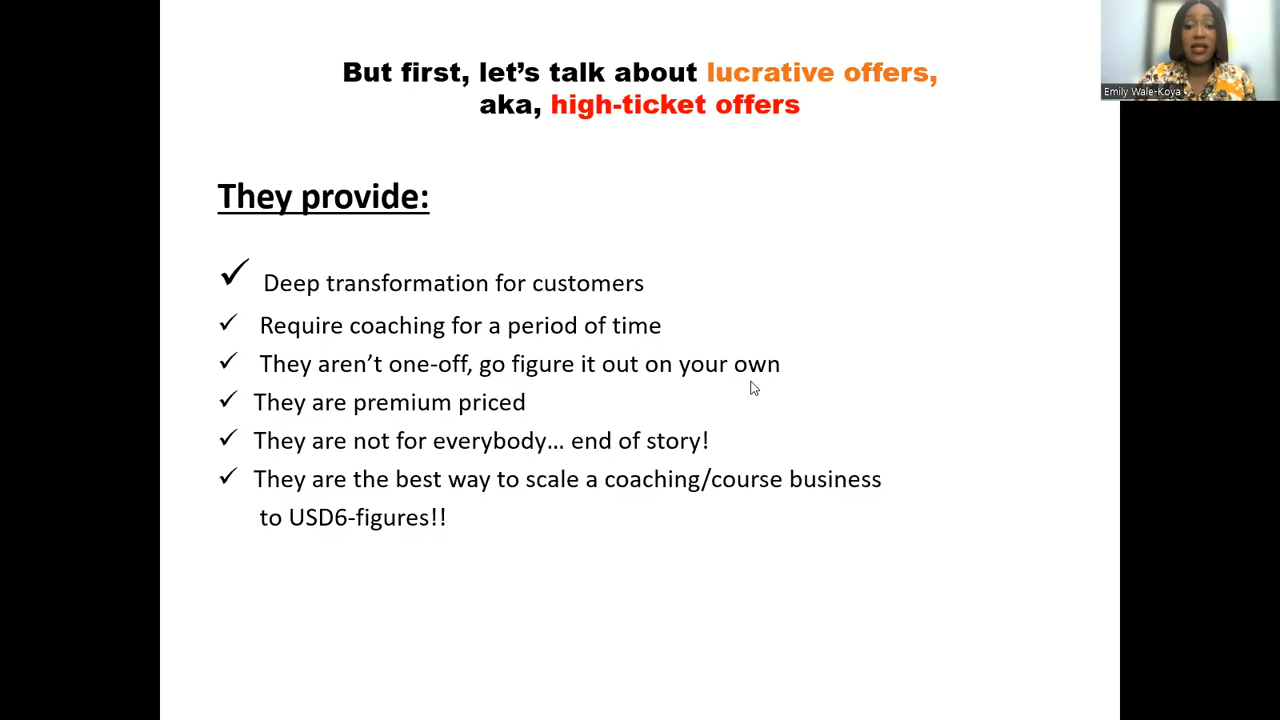 But first, let's talk about lucrative offers,
aka, high-ticket offers
Emily Wale-Koya
They provide:
✓ Deep transformation for customers
✓ Require coaching for a period of time
✓ They aren't one-off, go figure it out on your own
✓ They are premium priced
✓ They are not for everybody... end of story!
✓ They are the best way to scale a coaching/course business
to USD6-figures!!